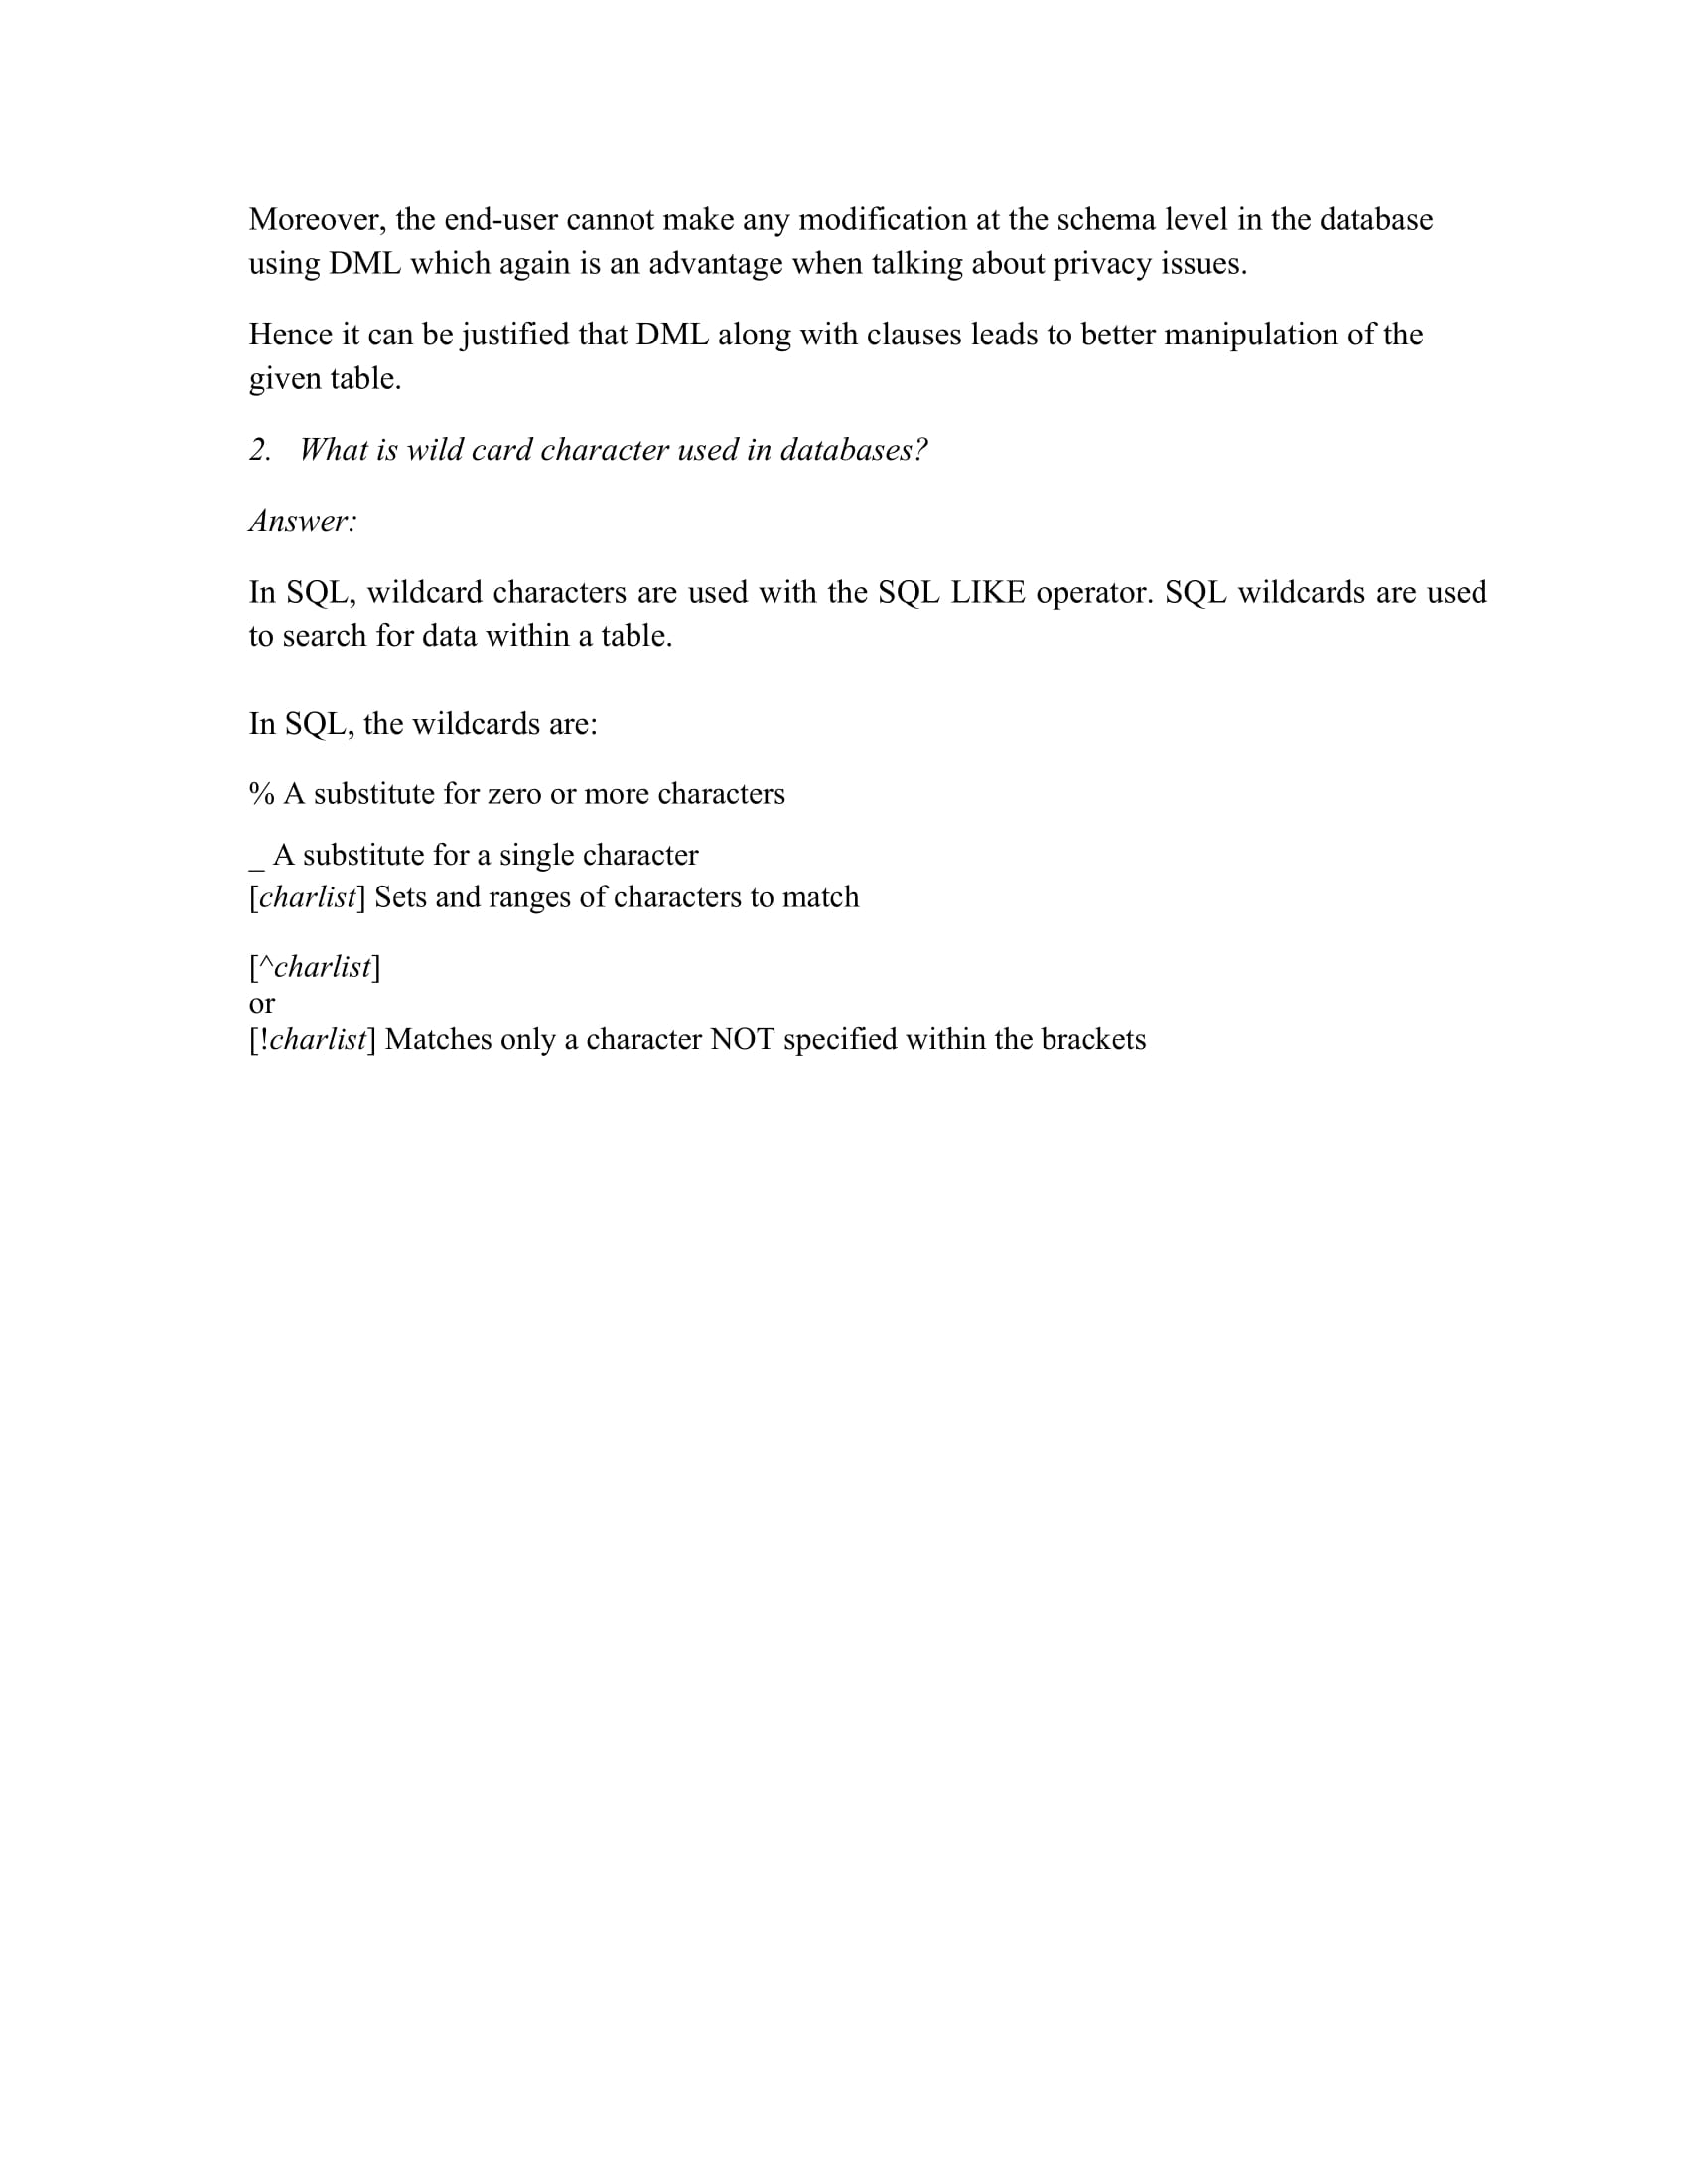 Moreover, the end-user cannot make any modification at the schema level in the database
using DML which again is an advantage when talking about privacy issues.
Hence it can be justified that DML along with clauses leads to better manipulation of the
given table.
2. What is wild card character used in databases?
Answer:
In SQL, wildcard characters are used with the SQL LIKE operator. SQL wildcards are used
to search for data within a table.
In SQL, the wildcards are:
% A substitute for zero or more characters
_ A substitute for a single character
[charlist] Sets and ranges of characters to match
[^charlist]
or
[!charlist] Matches only a character NOT specified within the brackets